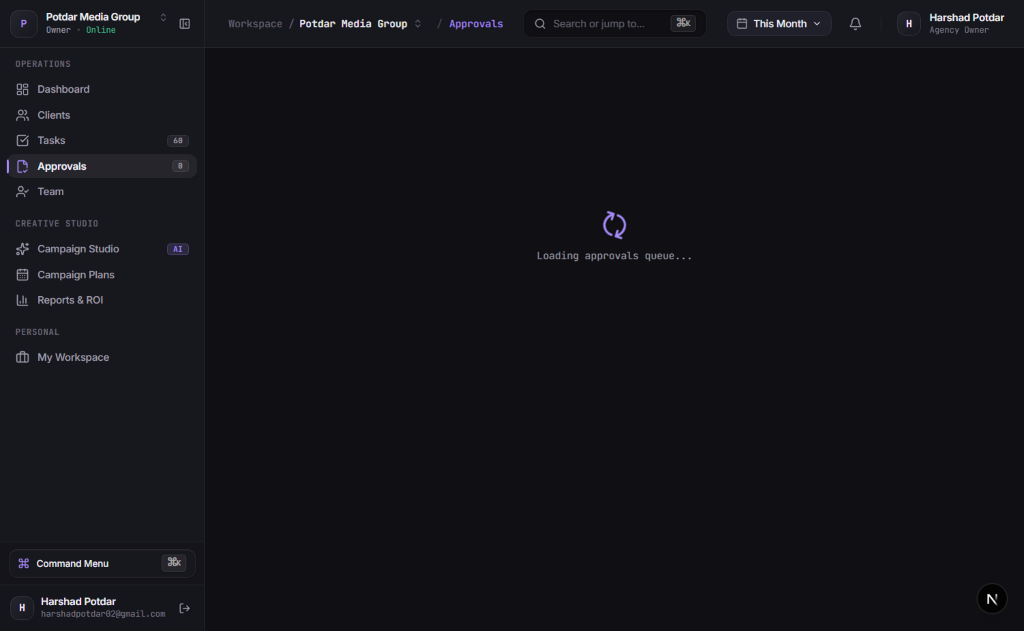 P
Potdar Media Group
Owner · Online
OPERATIONS
Dashboard
Clients
Tasks 60
Approvals 0
Team
CREATIVE STUDIO
Campaign Studio AI
Campaign Plans
Reports & ROI
PERSONAL
My Workspace
Command Menu ⌘K
H
Harshad Potdar
harshadpotdar02@gmail.com
Workspace / Potdar Media Group / Approvals
Search or jump to... ⌘K
This Month
H
Harshad Potdar
Agency Owner
Loading approvals queue...
N